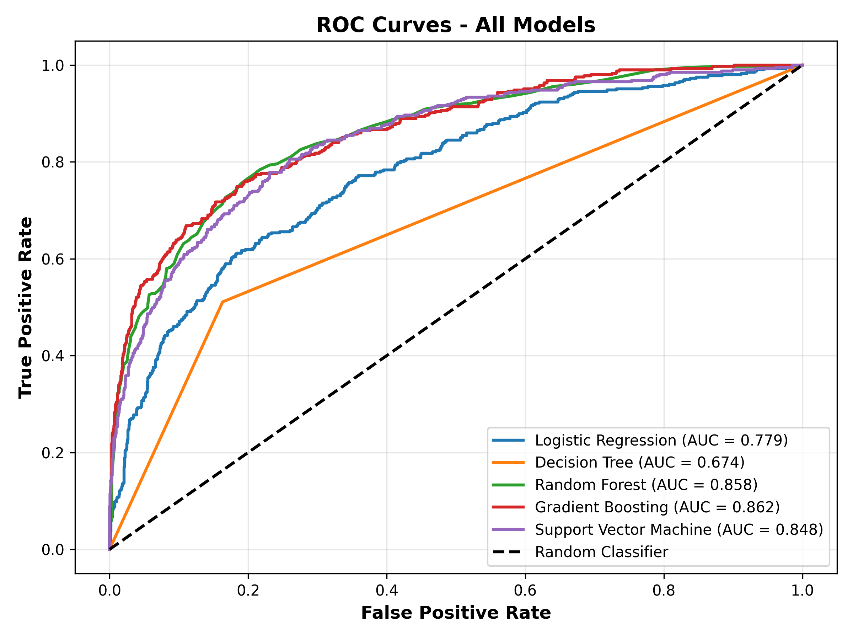 ROC Curves - All Models
True Positive Rate
1.0
0.8
0.6
0.4
0.2
0.0
Logistic Regression (AUC = 0.779)
Decision Tree (AUC = 0.674)
Random Forest (AUC = 0.858)
Gradient Boosting (AUC = 0.862)
Support Vector Machine (AUC = 0.848)
Random Classifier
0.0 0.2 0.4 0.6 0.8 1.0
False Positive Rate